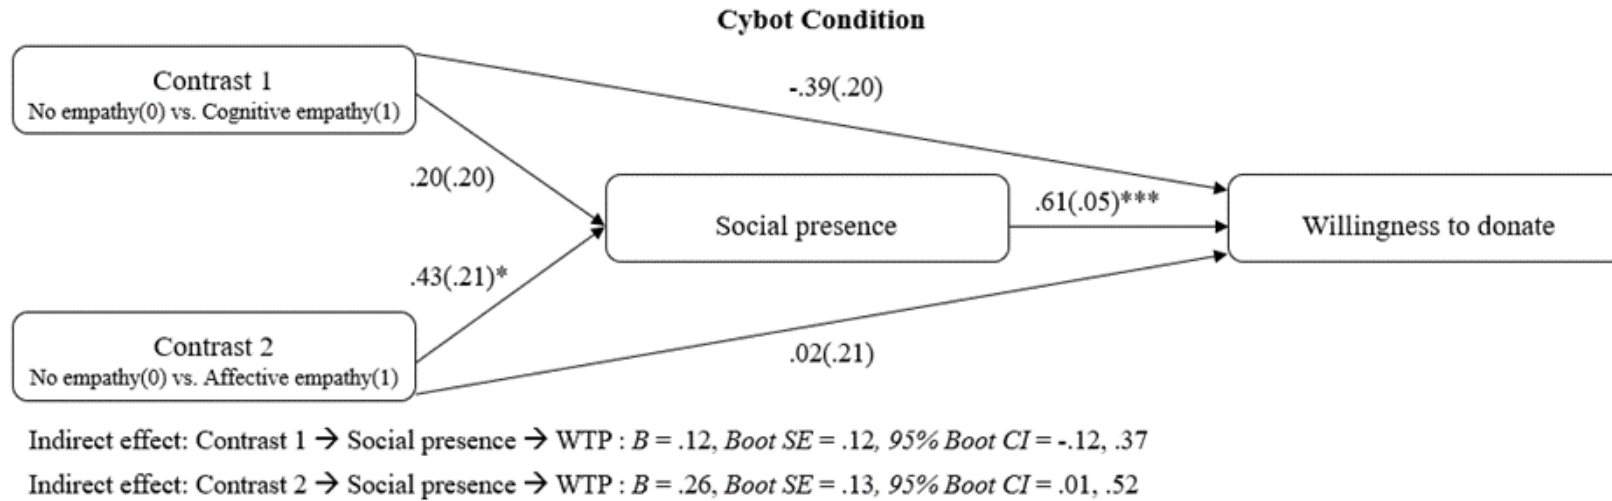 Cybot Condition
Contrast 1
No empathy(0) vs. Cognitive empathy(1)
-.39(.20)
.20(.20)
Social presence
.61(.05)***
Willingness to donate
.43(.21)*
Contrast 2
No empathy(0) vs. Affective empathy(1)
.02(.21)
Indirect effect: Contrast 1 → Social presence → WTP : B = .12, Boot SE = .12, 95% Boot CI = -.12, .37
Indirect effect: Contrast 2 → Social presence → WTP : B = .26, Boot SE = .13, 95% Boot CI = .01, .52